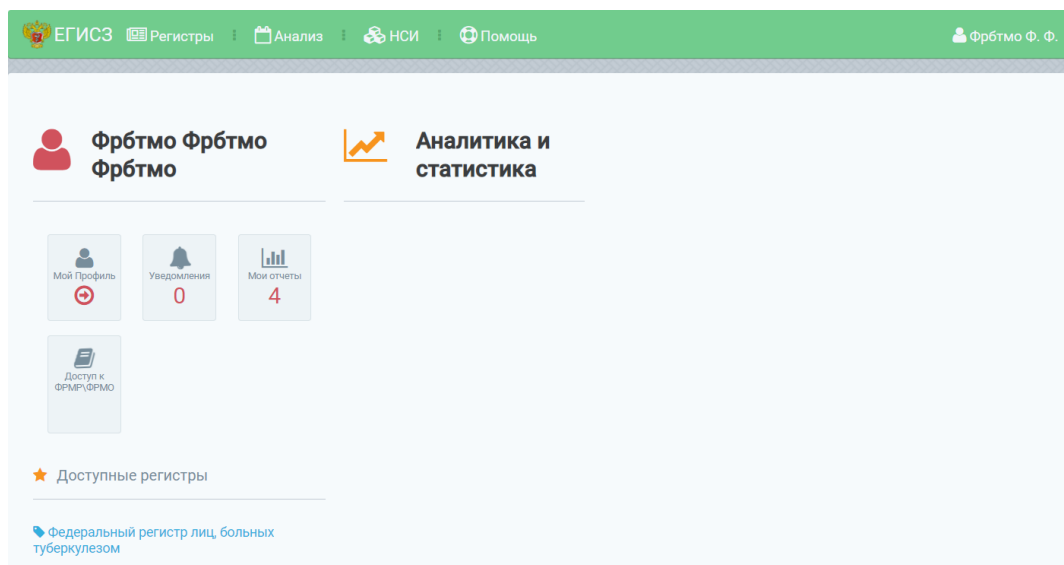 ЕГИСЗ Регистры Анализ НСИ Помощь Фрбтмо Ф. Ф.
Фрбтмо Фрбтмо
Фрбтмо
Аналитика и
статистика
Мой Профиль
Уведомления
0
Мои отчеты
4
Доступ к
ФРМР\ФРМО
Доступные регистры
Федеральный регистр лиц, больных
туберкулезом